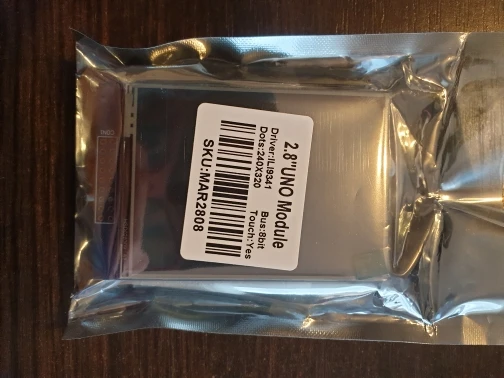 2.8"UNO Module
Driver:ILI9341 Bus:8bit
Dots:240X320 Touch:Yes
SKU:MAR2808